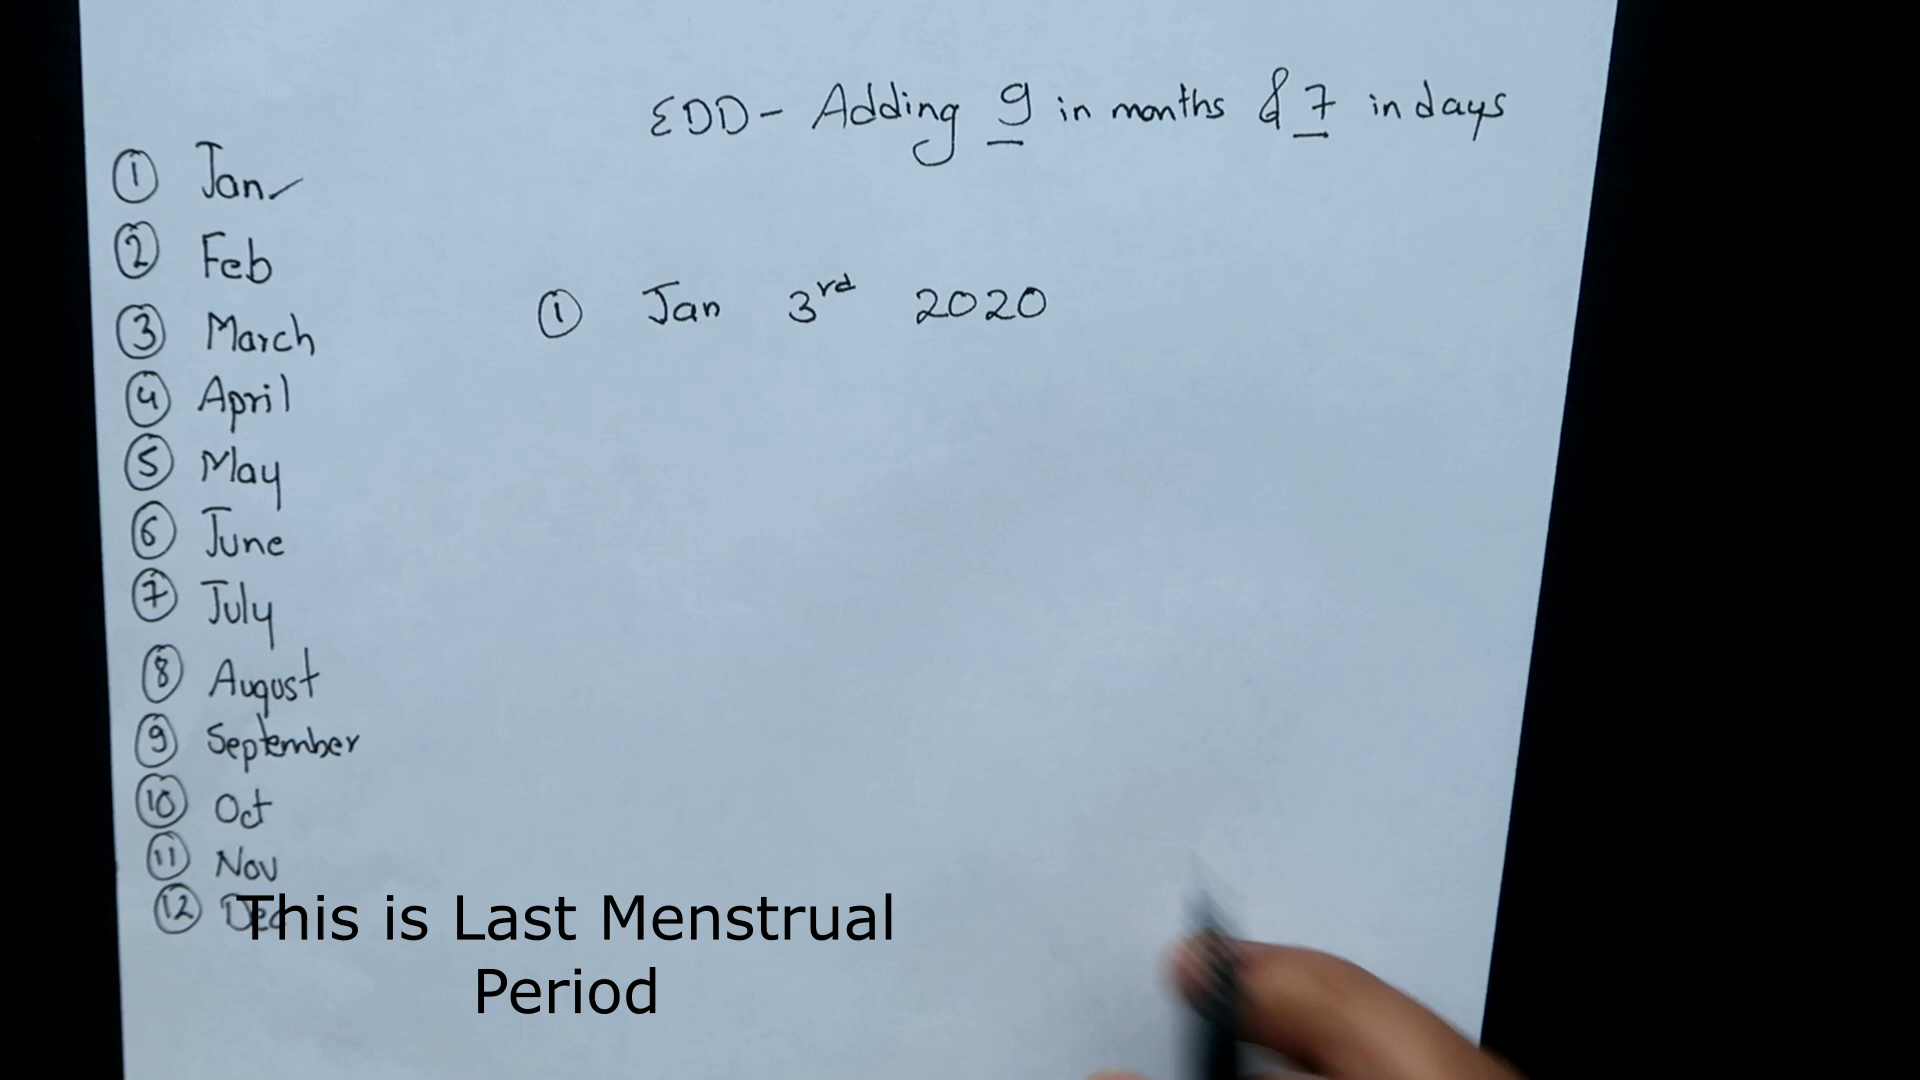 EDD - Adding 9 in months & 7 in days
① Jan
② Feb
③ March
④ April
⑤ May
⑥ June
⑦ July
⑧ August
⑨ September
⑩ Oct
⑪ Nov
⑫ Dec
① Jan 3rd 2020
This is Last Menstrual
Period